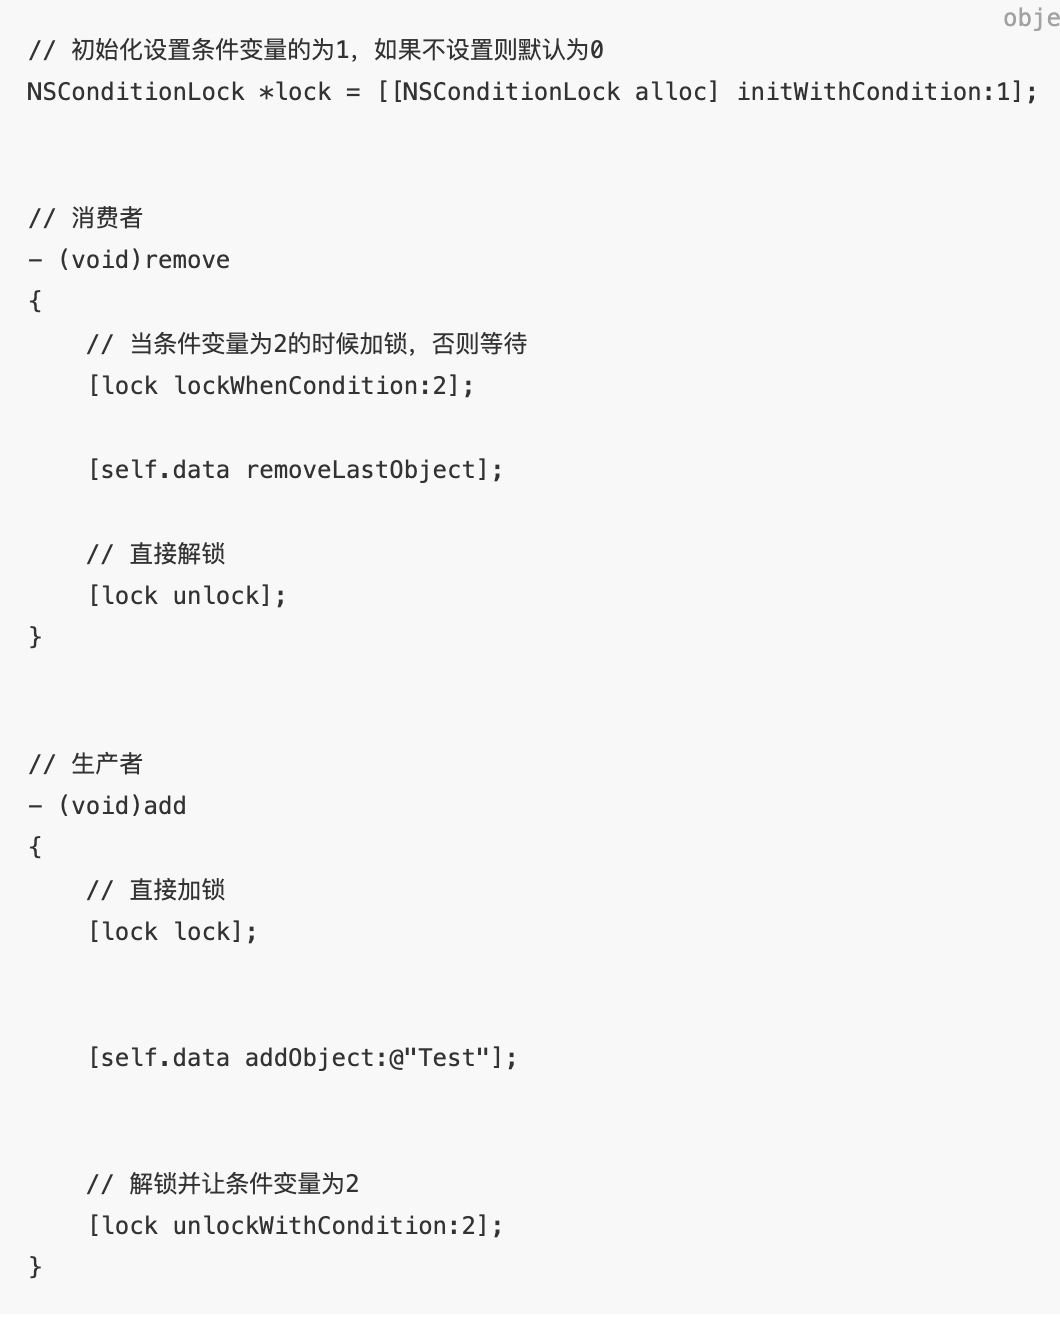 obje
// 初始化设置条件变量的为1，如果不设置则默认为0
NSConditionLock *lock = [[NSConditionLock alloc] initWithCondition:1];
// 消费者
- (void)remove
{
    // 当条件变量为2的时候加锁，否则等待
    [lock lockWhenCondition:2];
    [self.data removeLastObject];
    // 直接解锁
    [lock unlock];
}
// 生产者
- (void)add
{
    // 直接加锁
    [lock lock];
    [self.data addObject:@"Test"];
    // 解锁并让条件变量为2
    [lock unlockWithCondition:2];
}